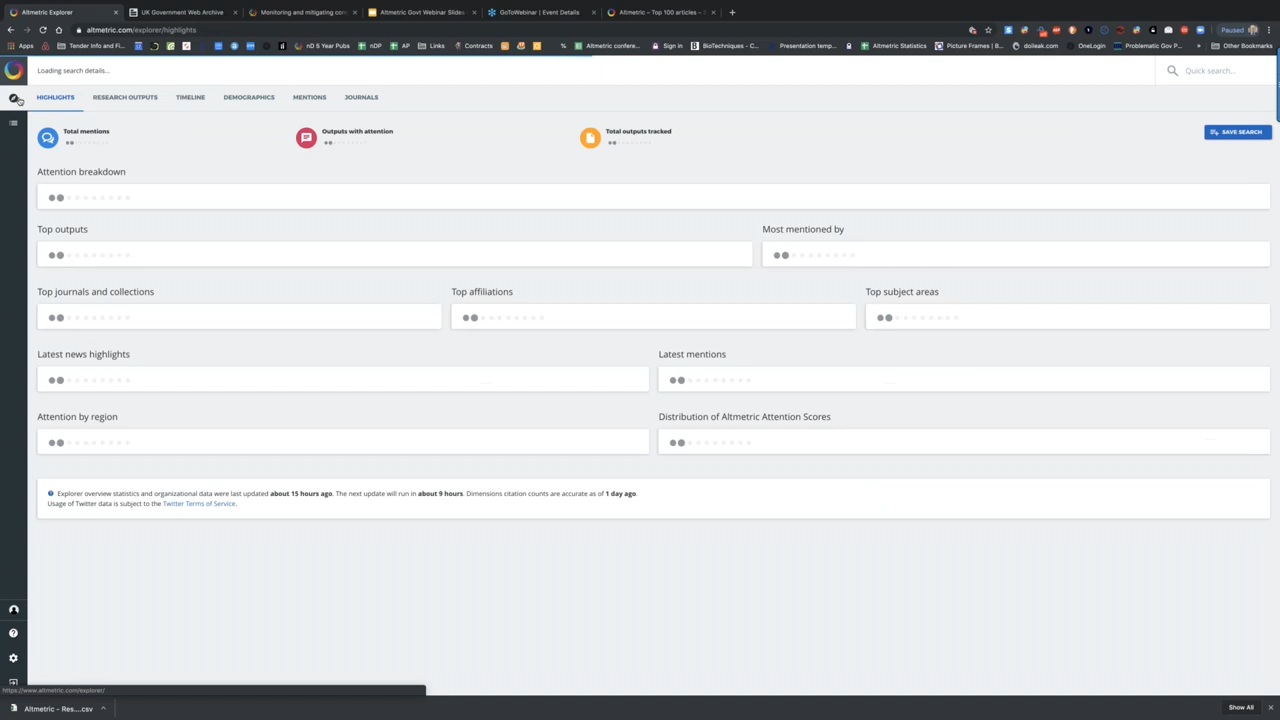 Altmetric Explorer
UK Government Web Archive
Monitoring and mitigating con
Altmetric Govt Webinar Slides
GoToWebinar | Event Details
Altmetric – Top 100 articles –
altmetric.com/explorer/highlights
Paused
Apps
Tender Info and Fi...
nD 6 Year Pubs
nDP
AP
Links
Contracts
Altmetric confere...
Sign in
BioTechniques - C...
Presentation temp...
Altmetric Statistics
Picture Frames | B...
doileak.com
OneLogin
Problematic Gov P...
Other Bookmarks
Loading search details...
Quick search...
HIGHLIGHTS
RESEARCH OUTPUTS
TIMELINE
DEMOGRAPHICS
MENTIONS
JOURNALS
Total mentions
Outputs with attention
Total outputs tracked
SAVE SEARCH
Attention breakdown
Top outputs
Most mentioned by
Top journals and collections
Top affiliations
Top subject areas
Latest news highlights
Latest mentions
Attention by region
Distribution of Altmetric Attention Scores
Explorer overview statistics and organizational data were last updated about 15 hours ago. The next update will run in about 9 hours. Dimensions citation counts are accurate as of 1 day ago.
Usage of Twitter data is subject to the Twitter Terms of Service.
https://www.altmetric.com/explorer/
Altmetric - Res....csv
Show All